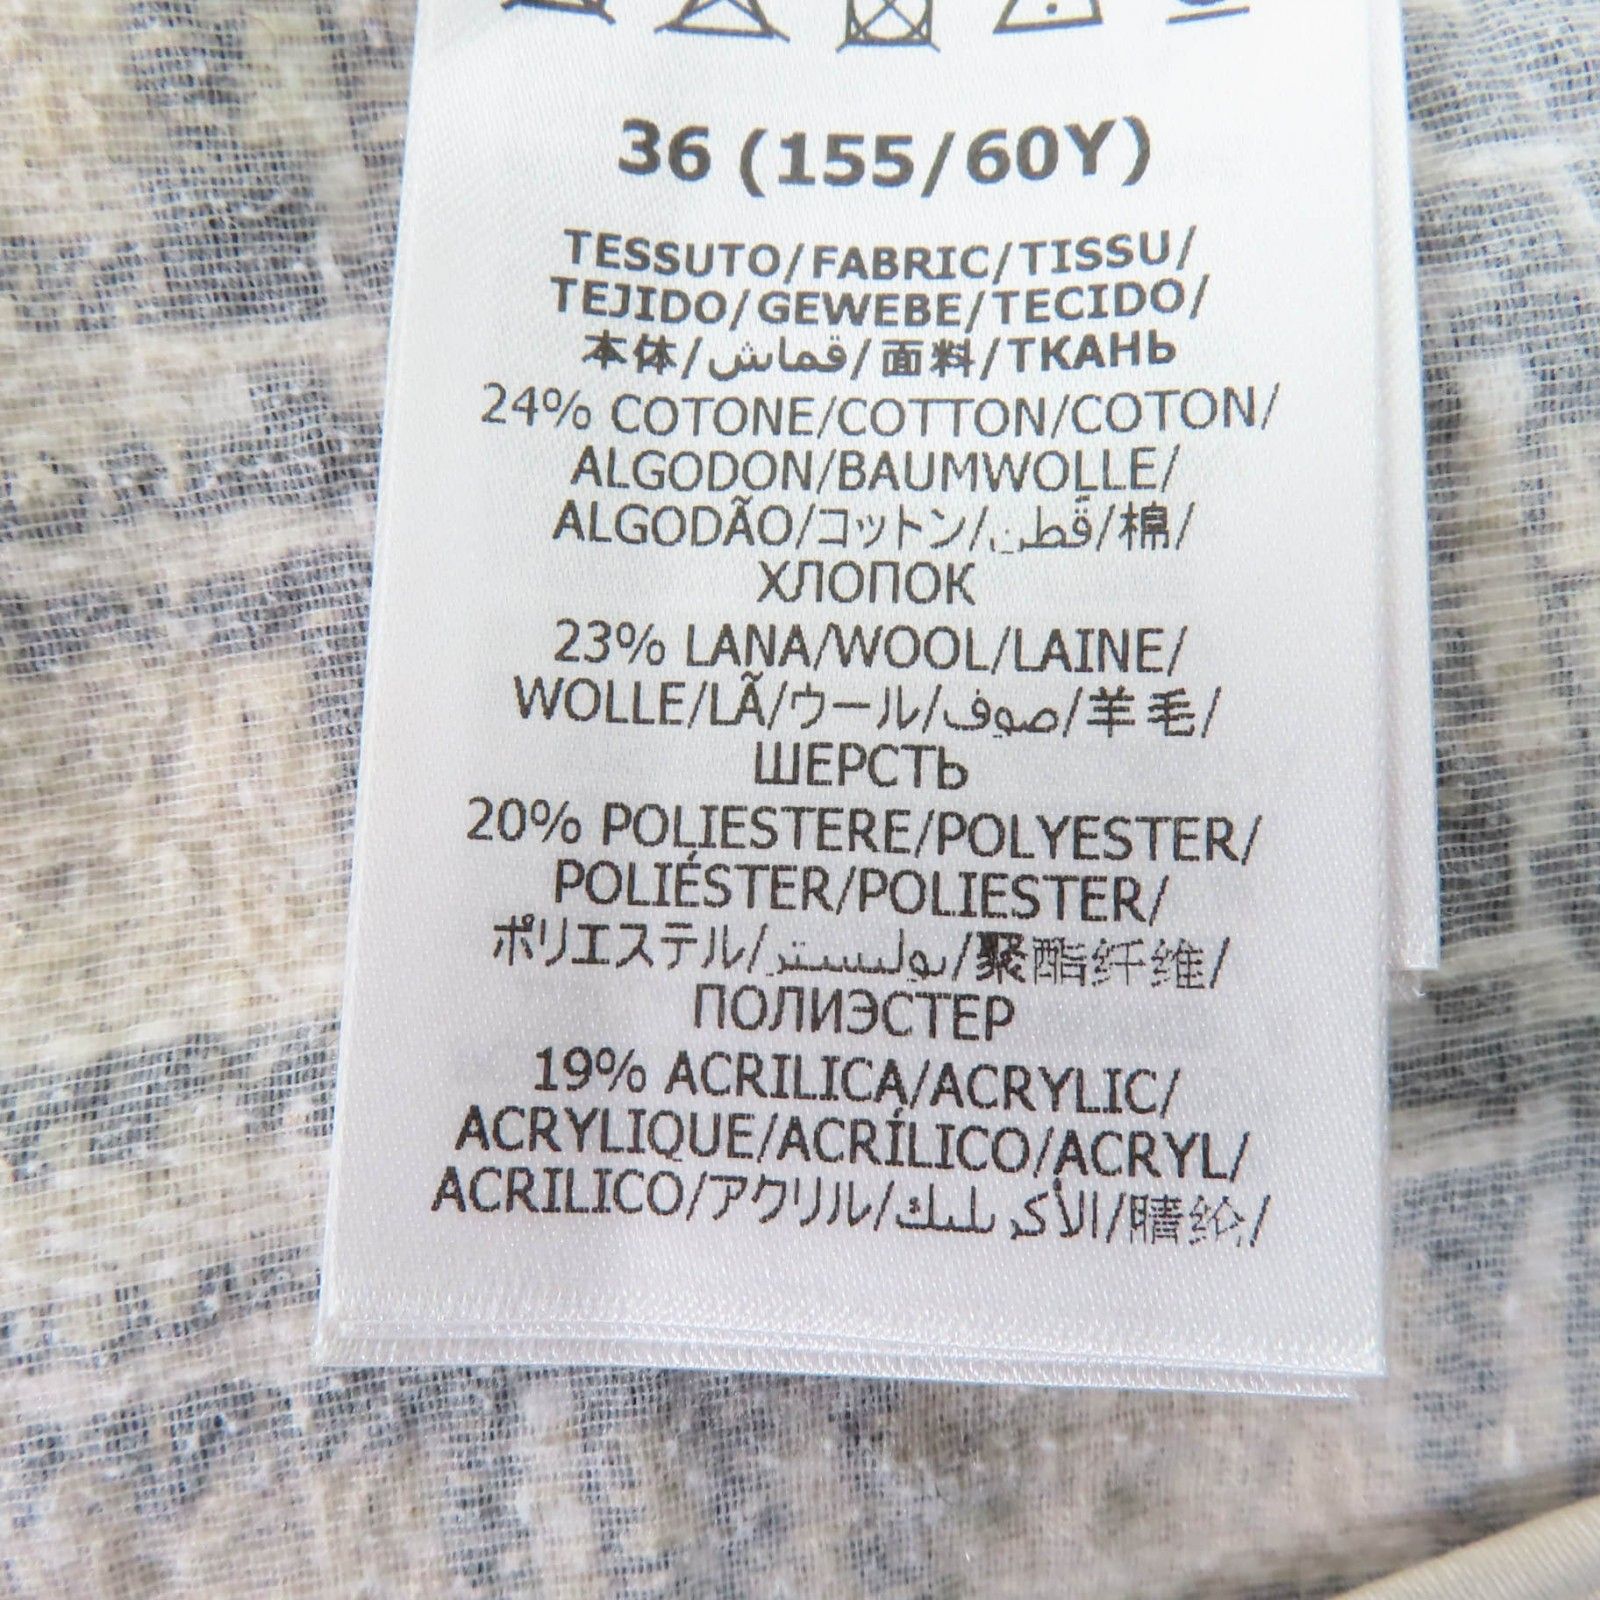 36 (155/60Y)
TESSUTO/FABRIC/TISSU/
TEJIDO/GEWEBE/TECIDO/
本体/قماش/面料/ТКАНЬ
24% COTONE/COTTON/COTON/
ALGODON/BAUMWOLLE/
ALGODÃO/コットン/قطن/棉/
ХЛОПОК
23% LANA/WOOL/LAINE/
WOLLE/LÃ/ウール/صوف/羊毛/
ШЕРСТЬ
20% POLIESTERE/POLYESTER/
POLIÉSTER/POLIESTER/
ポリエステル/بوليستر/聚酯纤维/
ПОЛИЭСТЕР
19% ACRILICA/ACRYLIC/
ACRYLIQUE/ACRÍLICO/ACRYL/
ACRILICO/アクリル/الأكريليك/腈纶/